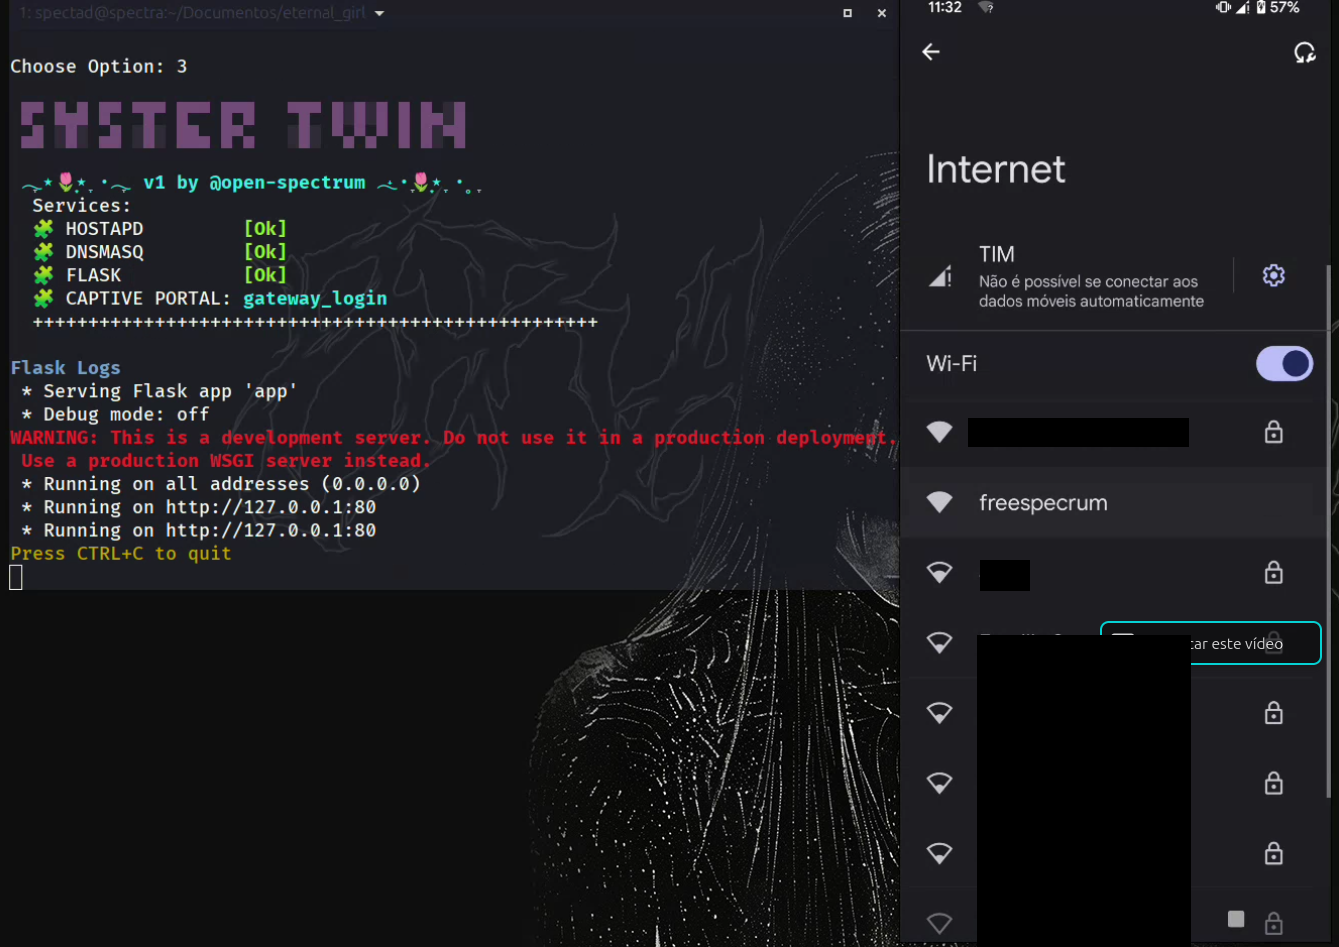 1: spectad@spectra:~/Documentos/eternal_girl
Choose Option: 3
SYSTER TWIN
v1 by @open-spectrum
Services:
HOSTAPD [Ok]
DNSMASQ [Ok]
FLASK [Ok]
CAPTIVE PORTAL: gateway_login
+++++++++++++++++++++++++++++++++++++++++++++++++++
Flask Logs
* Serving Flask app 'app'
* Debug mode: off
WARNING: This is a development server. Do not use it in a production deployment.
Use a production WSGI server instead.
* Running on all addresses (0.0.0.0)
* Running on http://127.0.0.1:80
* Running on http://127.0.0.1:80
Press CTRL+C to quit
11:32
57%
Internet
TIM
Não é possível se conectar aos
dados móveis automaticamente
Wi-Fi
freespecrum
este vídeo